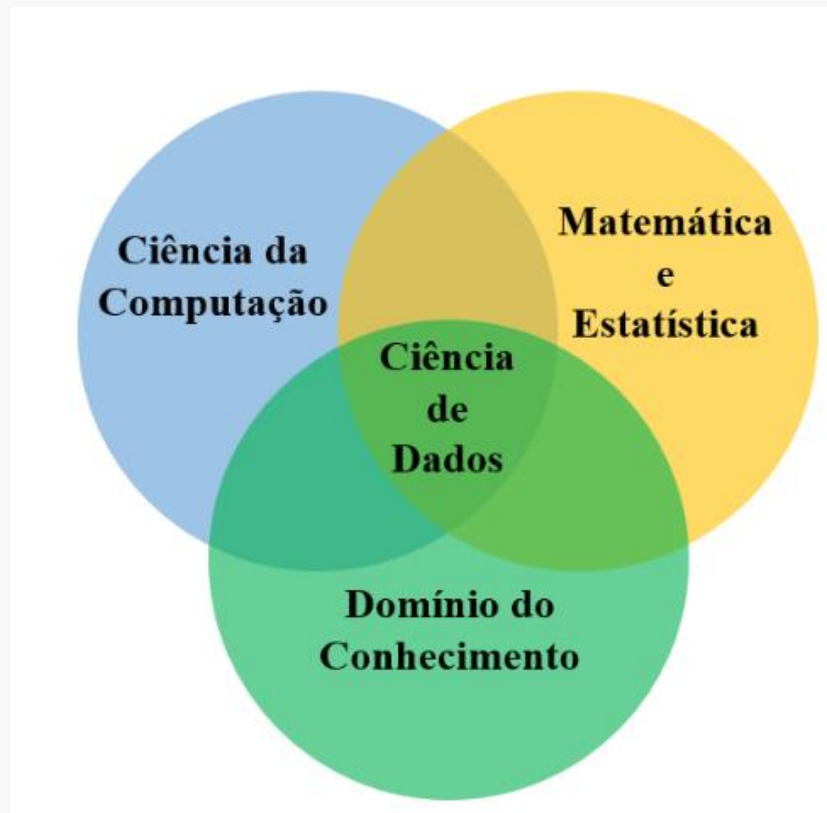 Ciência da
Computação
Matemática
e
Estatística
Ciência
de
Dados
Domínio do
Conhecimento